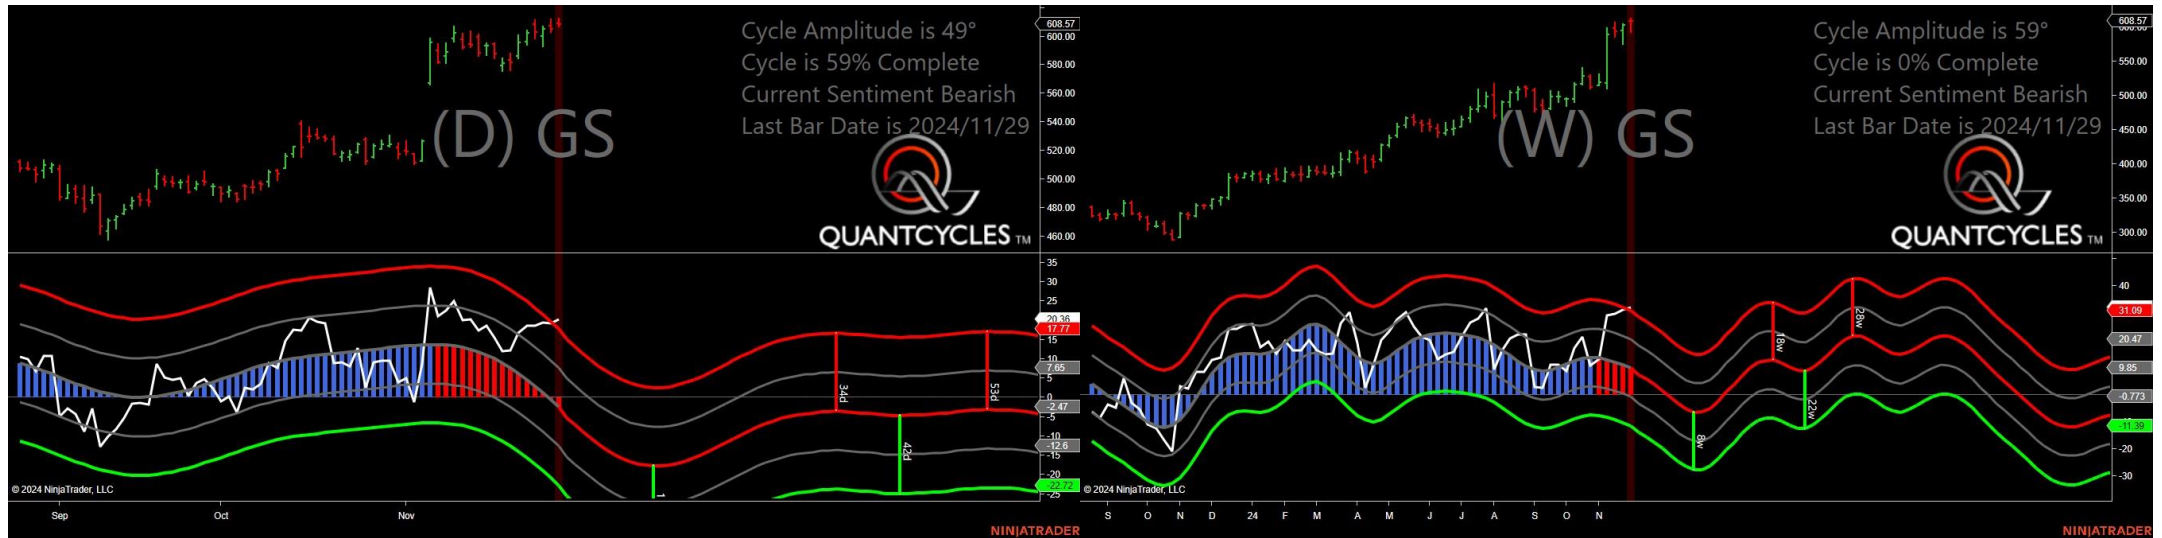 Cycle Amplitude is 49°
Cycle is 59% Complete
Current Sentiment Bearish
Last Bar Date is 2024/11/29
(D) GS
QUANTCYCLES TM
608.57
600.00
580.00
560.00
540.00
520.00
500.00
480.00
460.00
35
30
25
20.36
17.77
15
10
7.65
5
0
-2.47
-10
-12.6
-15
-20
-22.72
-25
34d
53d
42d
1
© 2024 NinjaTrader, LLC
Sep
Oct
Nov
NINJATRADER
Cycle Amplitude is 59°
Cycle is 0% Complete
Current Sentiment Bearish
Last Bar Date is 2024/11/29
(W) GS
QUANTCYCLES TM
608.57
550.00
500.00
450.00
400.00
350.00
300.00
40
31.09
20.47
9.85
-0.773
-11.39
-20
-30
18w
28w
22w
8w
© 2024 NinjaTrader, LLC
S
O
N
D
24
F
M
A
M
J
J
A
S
O
N
NINJATRADER